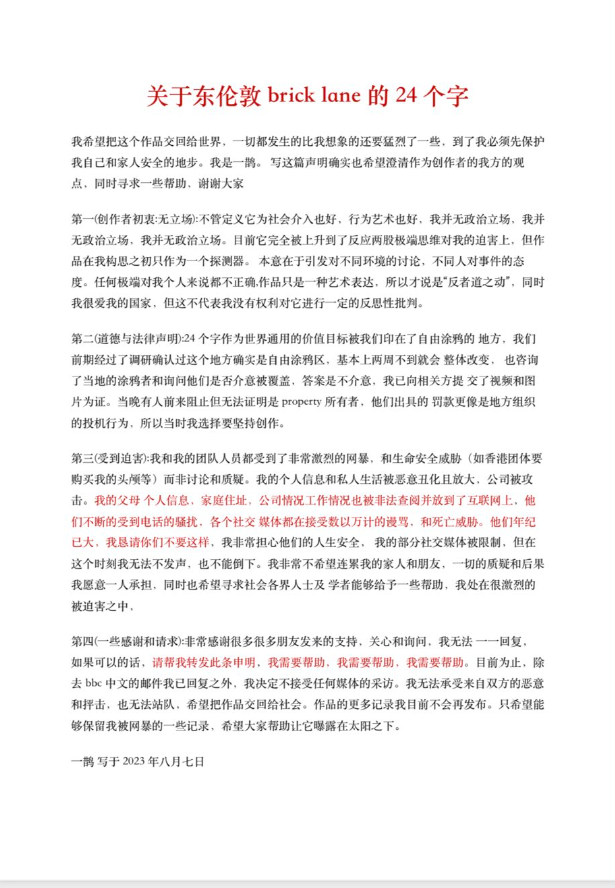 关于东伦敦 brick lane 的 24 个字
我希望把这个作品交回给世界，一切都发生的比我想象的还要猛烈了一些，到了我必须先保护
我自己和家人安全的地步。我是一鹊。 写这篇声明确实也希望澄清作为创作者的我方的观
点，同时寻求一些帮助，谢谢大家
第一(创作者初衷:无立场):不管定义它为社会介入也好，行为艺术也好，我并无政治立场，我并
无政治立场，我并无政治立场。目前它完全被上升到了反应两股极端思维对我的迫害上，但作
品在我构思之初只作为一个探测器。 本意在于引发对不同环境的讨论，不同人对事件的态
度。任何极端对我个人来说都不正确,作品只是一种艺术表达，所以才说是“反者道之动”，同时
我很爱我的国家，但这不代表我没有权利对它进行一定的反思性批判。
第二(道德与法律声明):24 个字作为世界通用的价值目标被我们印在了自由涂鸦的 地方，我们
前期经过了调研确认过这个地方确实是自由涂鸦区，基本上两周不到就会 整体改变， 也咨询
了当地的涂鸦者和询问他们是否介意被覆盖，答案是不介意，我已向相关方提 交了视频和图
片为证。当晚有人前来阻止但无法证明是 property 所有者，他们出具的 罚款更像是地方组织
的投机行为，所以当时我选择要坚持创作。
第三(受到迫害):我和我的团队人员都受到了非常激烈的网暴，和生命安全威胁（如香港团体要
购买我的头颅等）而非讨论和质疑。我的个人信息和私人生活被恶意丑化且放大，公司被攻
击。我的父母 个人信息，家庭住址，公司情况工作情况也被非法查阅并放到了互联网上，他
们不断的受到电话的骚扰，各个社交 媒体都在接受数以万计的谩骂，和死亡威胁。他们年纪
已大，我恳请你们不要这样，我非常担心他们的人生安全， 我的部分社交媒体被限制，但在
这个时刻我无法不发声，也不能倒下。我非常不希望连累我的家人和朋友，一切的质疑和后果
我愿意一人承担，同时也希望寻求社会各界人士及 学者能够给予一些帮助，我处在很激烈的
被迫害之中，
第四(一些感谢和请求):非常感谢很多很多朋友发来的支持，关心和询问，我无法 一一回复，
如果可以的话，请帮我转发此条申明，我需要帮助，我需要帮助，我需要帮助。目前为止，除
去 bbc 中文的邮件我已回复之外，我决定不接受任何媒体的采访。我无法承受来自双方的恶意
和抨击，也无法站队，希望把作品交回给社会。作品的更多记录我目前不会再发布。只希望能
够保留我被网暴的一些记录，希望大家帮助让它曝露在太阳之下。
一鹊 写于 2023 年八月七日